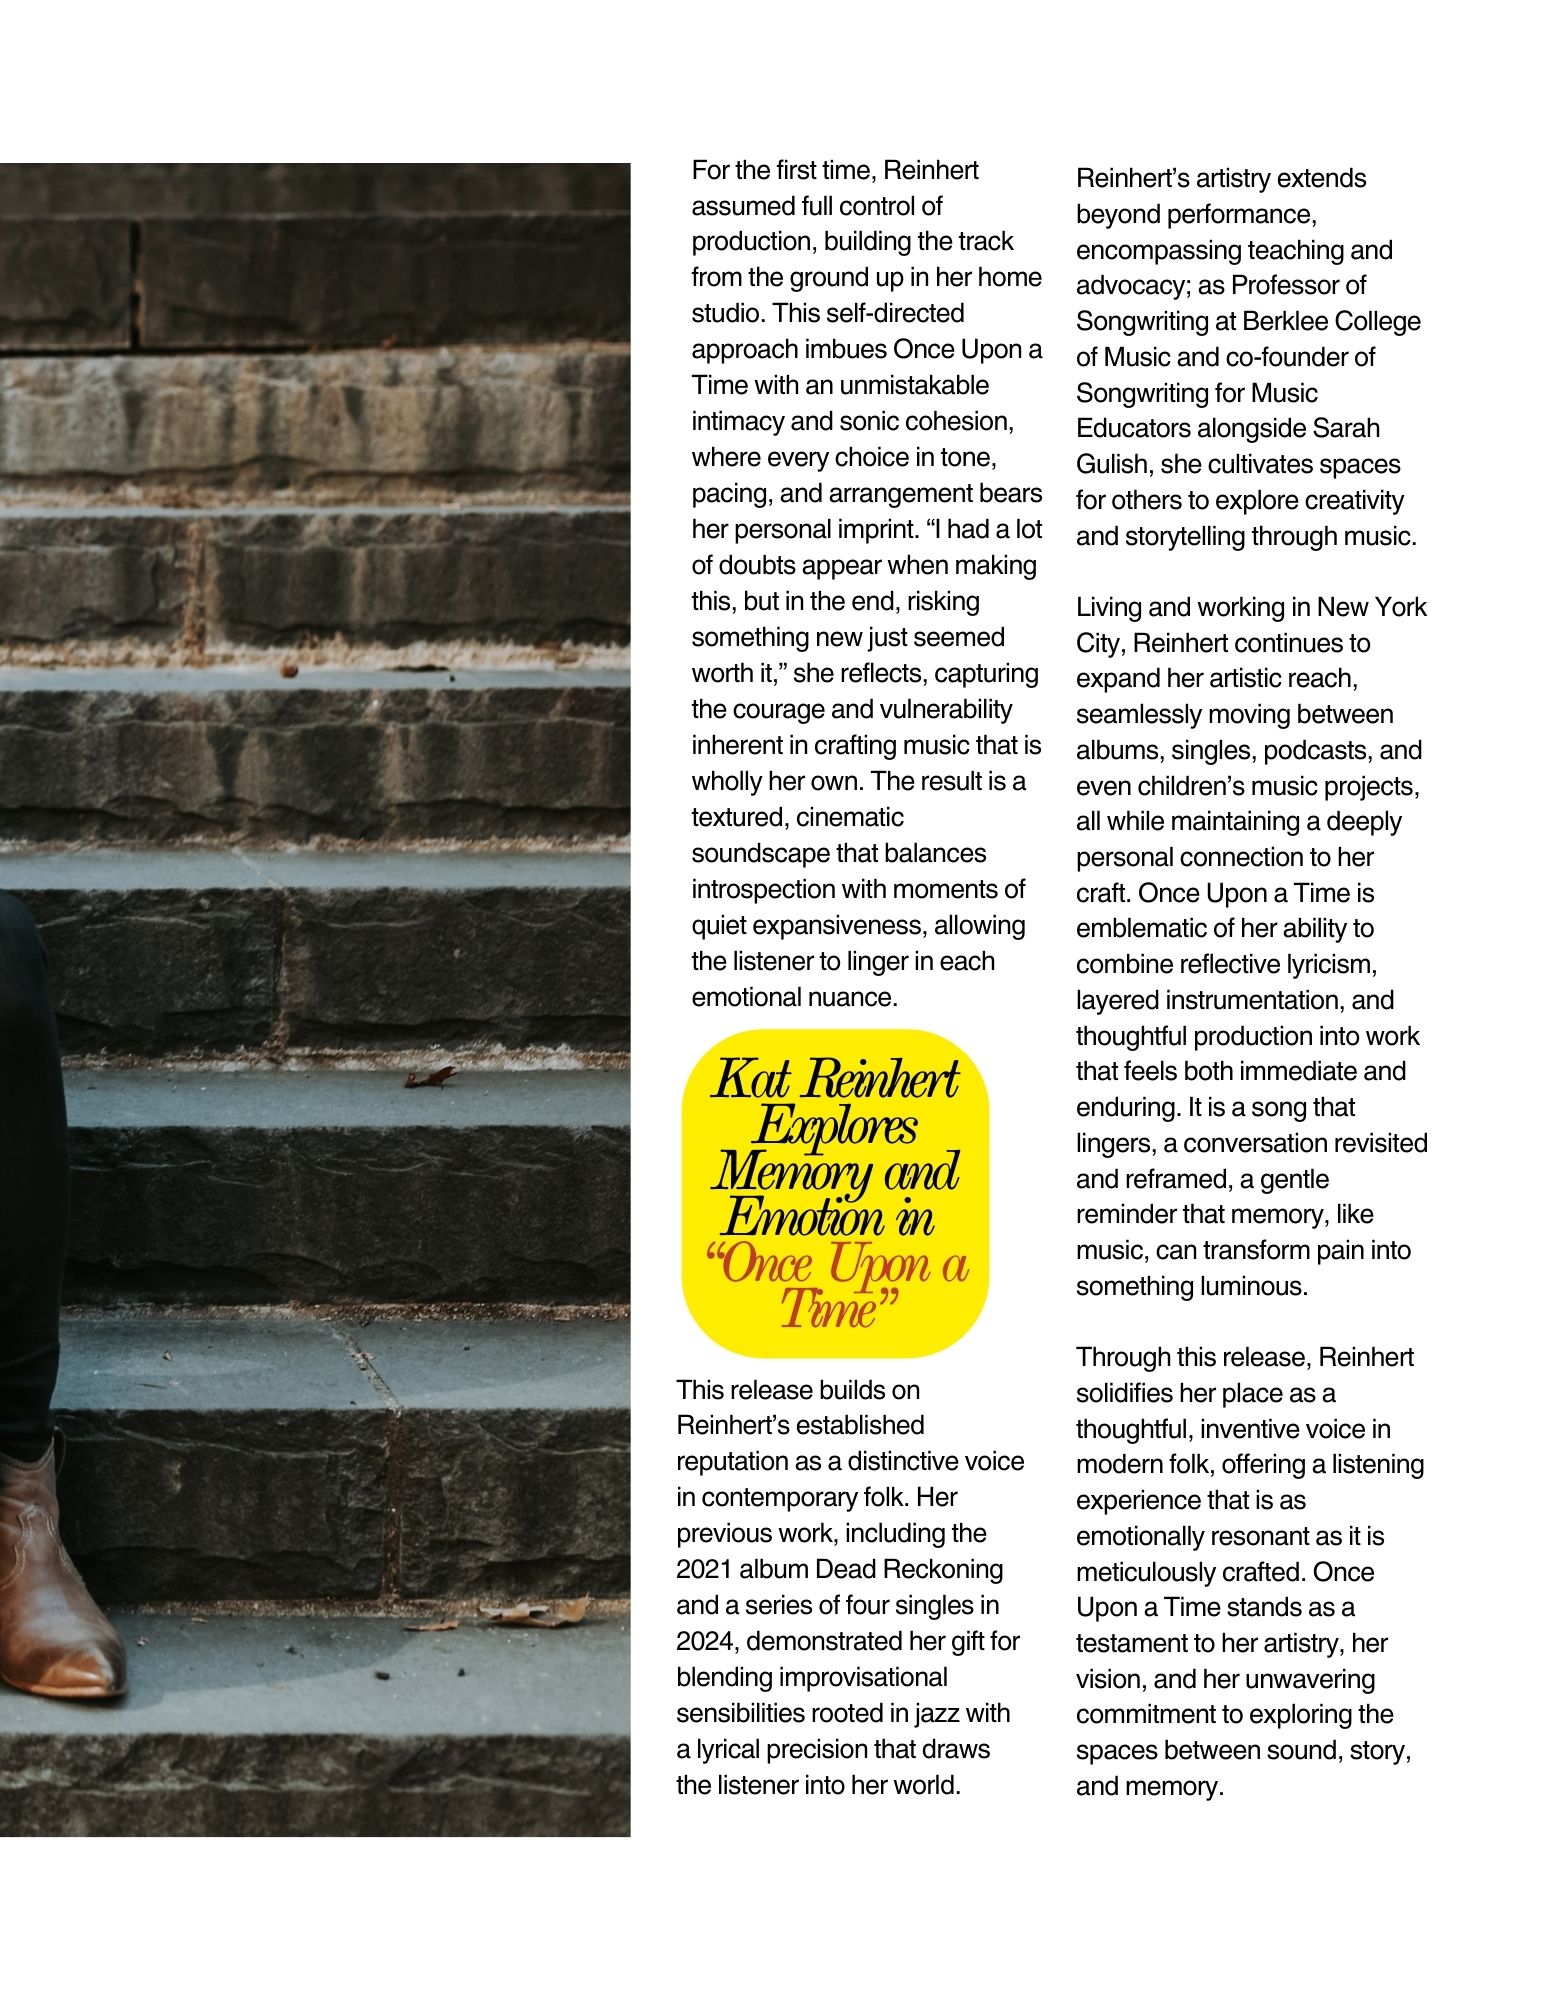 For the first time, Reinhert
assumed full control of
production, building the track
from the ground up in her home
studio. This self-directed
approach imbues Once Upon a
Time with an unmistakable
intimacy and sonic cohesion,
where every choice in tone,
pacing, and arrangement bears
her personal imprint. “I had a lot
of doubts appear when making
this, but in the end, risking
something new just seemed
worth it,” she reflects, capturing
the courage and vulnerability
inherent in crafting music that is
wholly her own. The result is a
textured, cinematic
soundscape that balances
introspection with moments of
quiet expansiveness, allowing
the listener to linger in each
emotional nuance.
Kat Reinhert
Explores
Memory and
Emotion in
“Once Upon a
Time”
This release builds on
Reinhert’s established
reputation as a distinctive voice
in contemporary folk. Her
previous work, including the
2021 album Dead Reckoning
and a series of four singles in
2024, demonstrated her gift for
blending improvisational
sensibilities rooted in jazz with
a lyrical precision that draws
the listener into her world.
Reinhert’s artistry extends
beyond performance,
encompassing teaching and
advocacy; as Professor of
Songwriting at Berklee College
of Music and co-founder of
Songwriting for Music
Educators alongside Sarah
Gulish, she cultivates spaces
for others to explore creativity
and storytelling through music.
Living and working in New York
City, Reinhert continues to
expand her artistic reach,
seamlessly moving between
albums, singles, podcasts, and
even children’s music projects,
all while maintaining a deeply
personal connection to her
craft. Once Upon a Time is
emblematic of her ability to
combine reflective lyricism,
layered instrumentation, and
thoughtful production into work
that feels both immediate and
enduring. It is a song that
lingers, a conversation revisited
and reframed, a gentle
reminder that memory, like
music, can transform pain into
something luminous.
Through this release, Reinhert
solidifies her place as a
thoughtful, inventive voice in
modern folk, offering a listening
experience that is as
emotionally resonant as it is
meticulously crafted. Once
Upon a Time stands as a
testament to her artistry, her
vision, and her unwavering
commitment to exploring the
spaces between sound, story,
and memory.